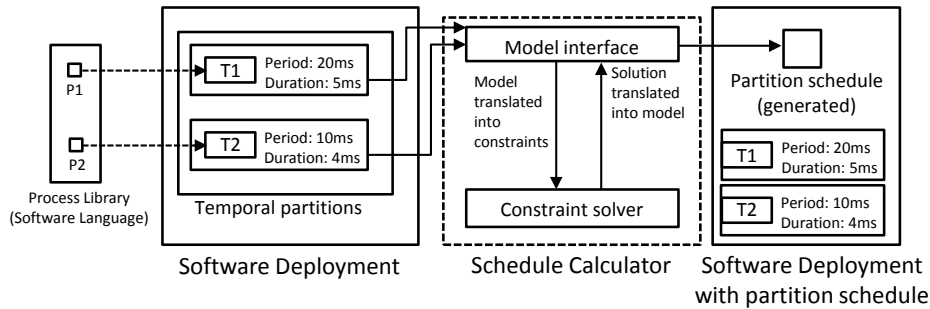 P1
P2
Process Library
(Software Language)
T1
Period: 20ms
Duration: 5ms
T2
Period: 10ms
Duration: 4ms
Temporal partitions
Software Deployment
Model interface
Model
translated
into
constraints
Solution
translated
into model
Constraint solver
Schedule Calculator
Partition schedule
(generated)
T1
Period: 20ms
Duration: 5ms
T2
Period: 10ms
Duration: 4ms
Software Deployment
with partition schedule